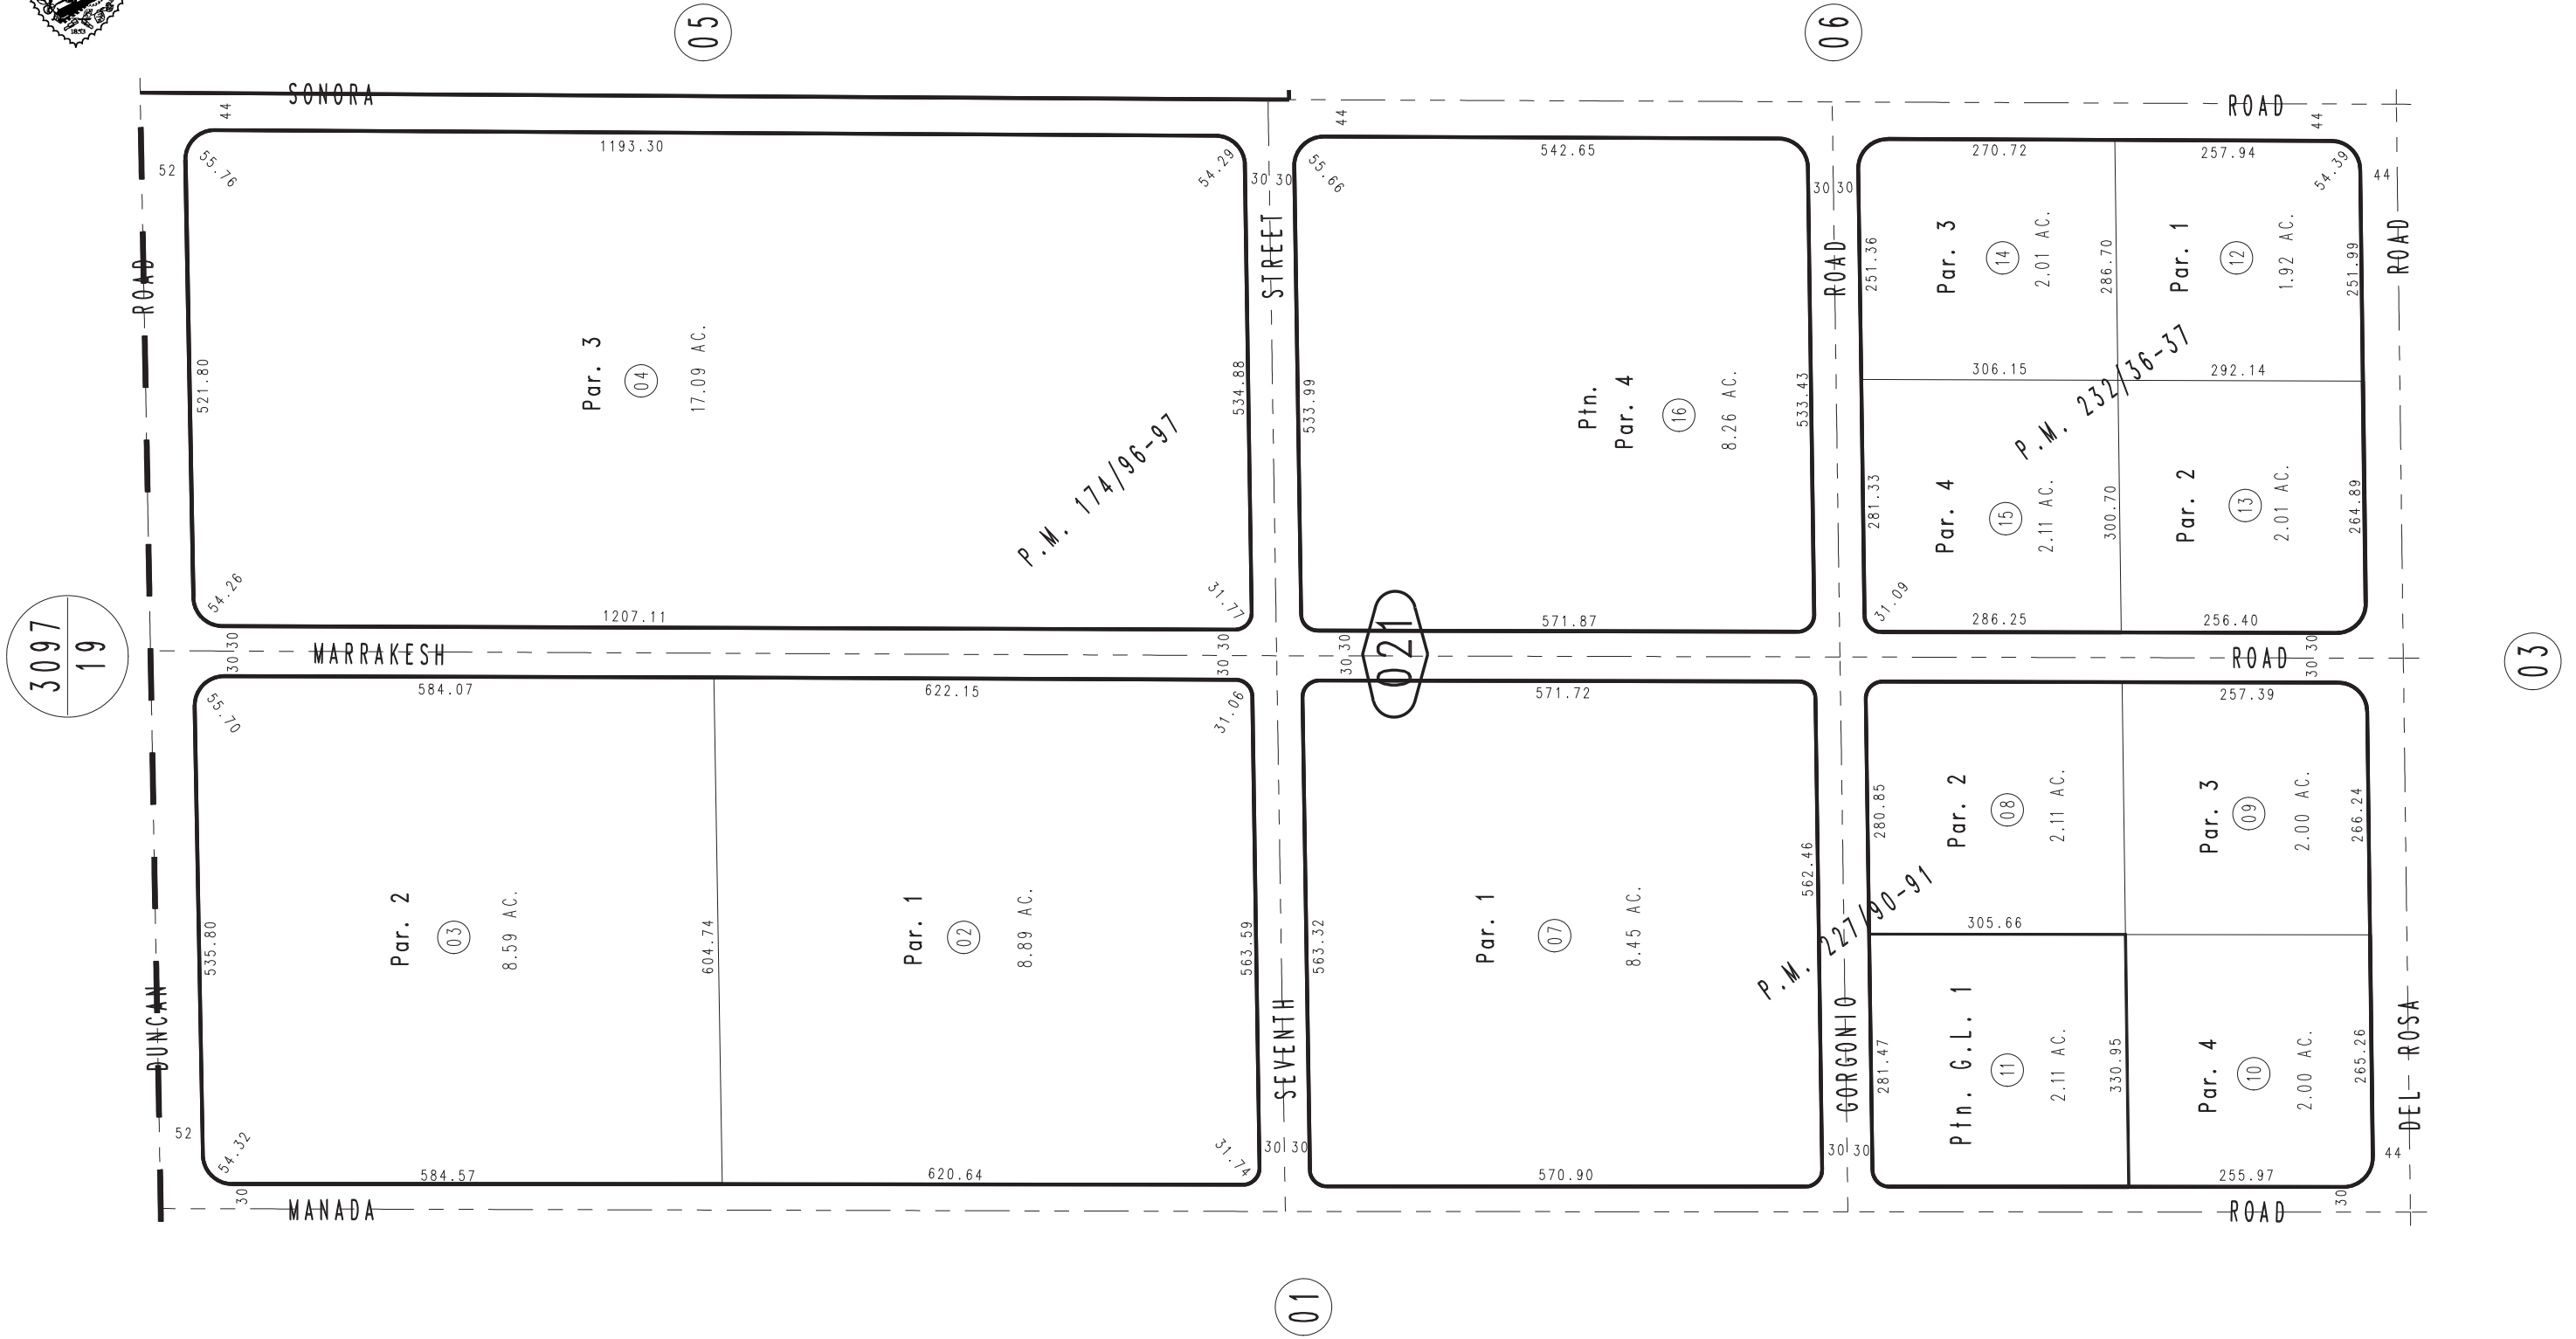 1853
05
06
SONORA
ROAD
44
44
44
1193.30
542.65
270.72
257.94
52
55.76
54.29
30 30
55.66
30 30
54.39
44
ROAD
STREET
ROAD
ROAD
521.80
Par. 3
04
17.09 AC.
534.88
P.M. 174/96-97
533.99
Ptn.
Par. 4
16
8.26 AC.
533.43
251.36
Par. 3
14
2.01 AC.
286.70
Par. 1
12
1.92 AC.
251.99
306.15
292.14
P.M. 232/36-37
281.33
Par. 4
15
2.11 AC.
300.70
Par. 2
13
2.01 AC.
264.89
54.26
1207.11
31.77
571.87
31.09
286.25
256.40
3097
19
30 30
MARRAKESH
30 30
30 30
021
ROAD
30 30
03
584.07
622.15
571.72
257.39
55.70
31.06
535.80
Par. 2
03
8.59 AC.
604.74
Par. 1
02
8.89 AC.
563.59
563.32
Par. 1
07
8.45 AC.
562.46
P.M. 227/90-91
280.85
Par. 2
08
2.11 AC.
Par. 3
09
2.00 AC.
266.24
305.66
281.47
Ptn. G.L. 1
11
2.11 AC.
330.95
Par. 4
10
2.00 AC.
265.26
DUNCAN
SEVENTH
GORGONIO
DEL ROSA
52
54.32
31.74
30 30
30 30
44
584.57
620.64
570.90
255.97
30
MANADA
ROAD
30
01